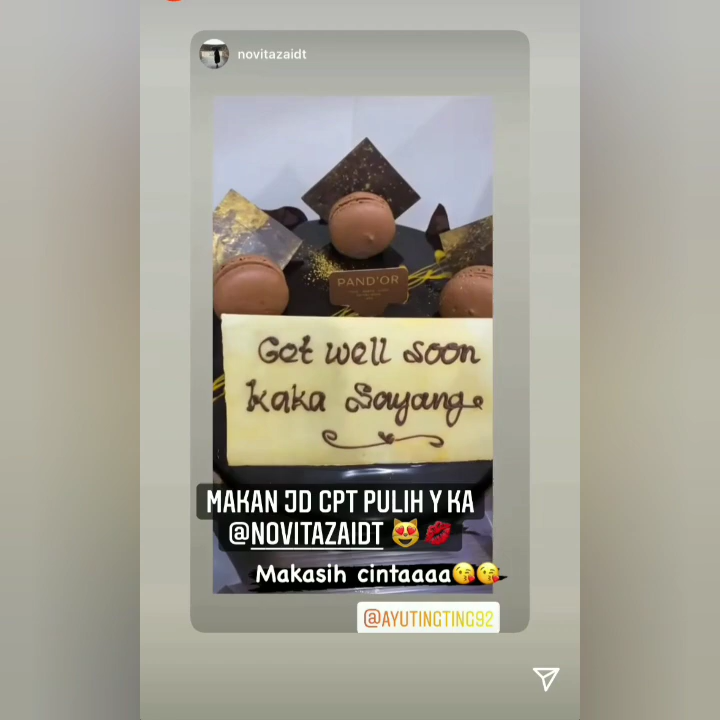 novitazaidt
PAND'OR
Get well soon
kaka Sayang
MAKAN JD CPT PULIH Y KA
@NOVITAZAIDT
Makasih cintaaaa
@AYUTINGTING92